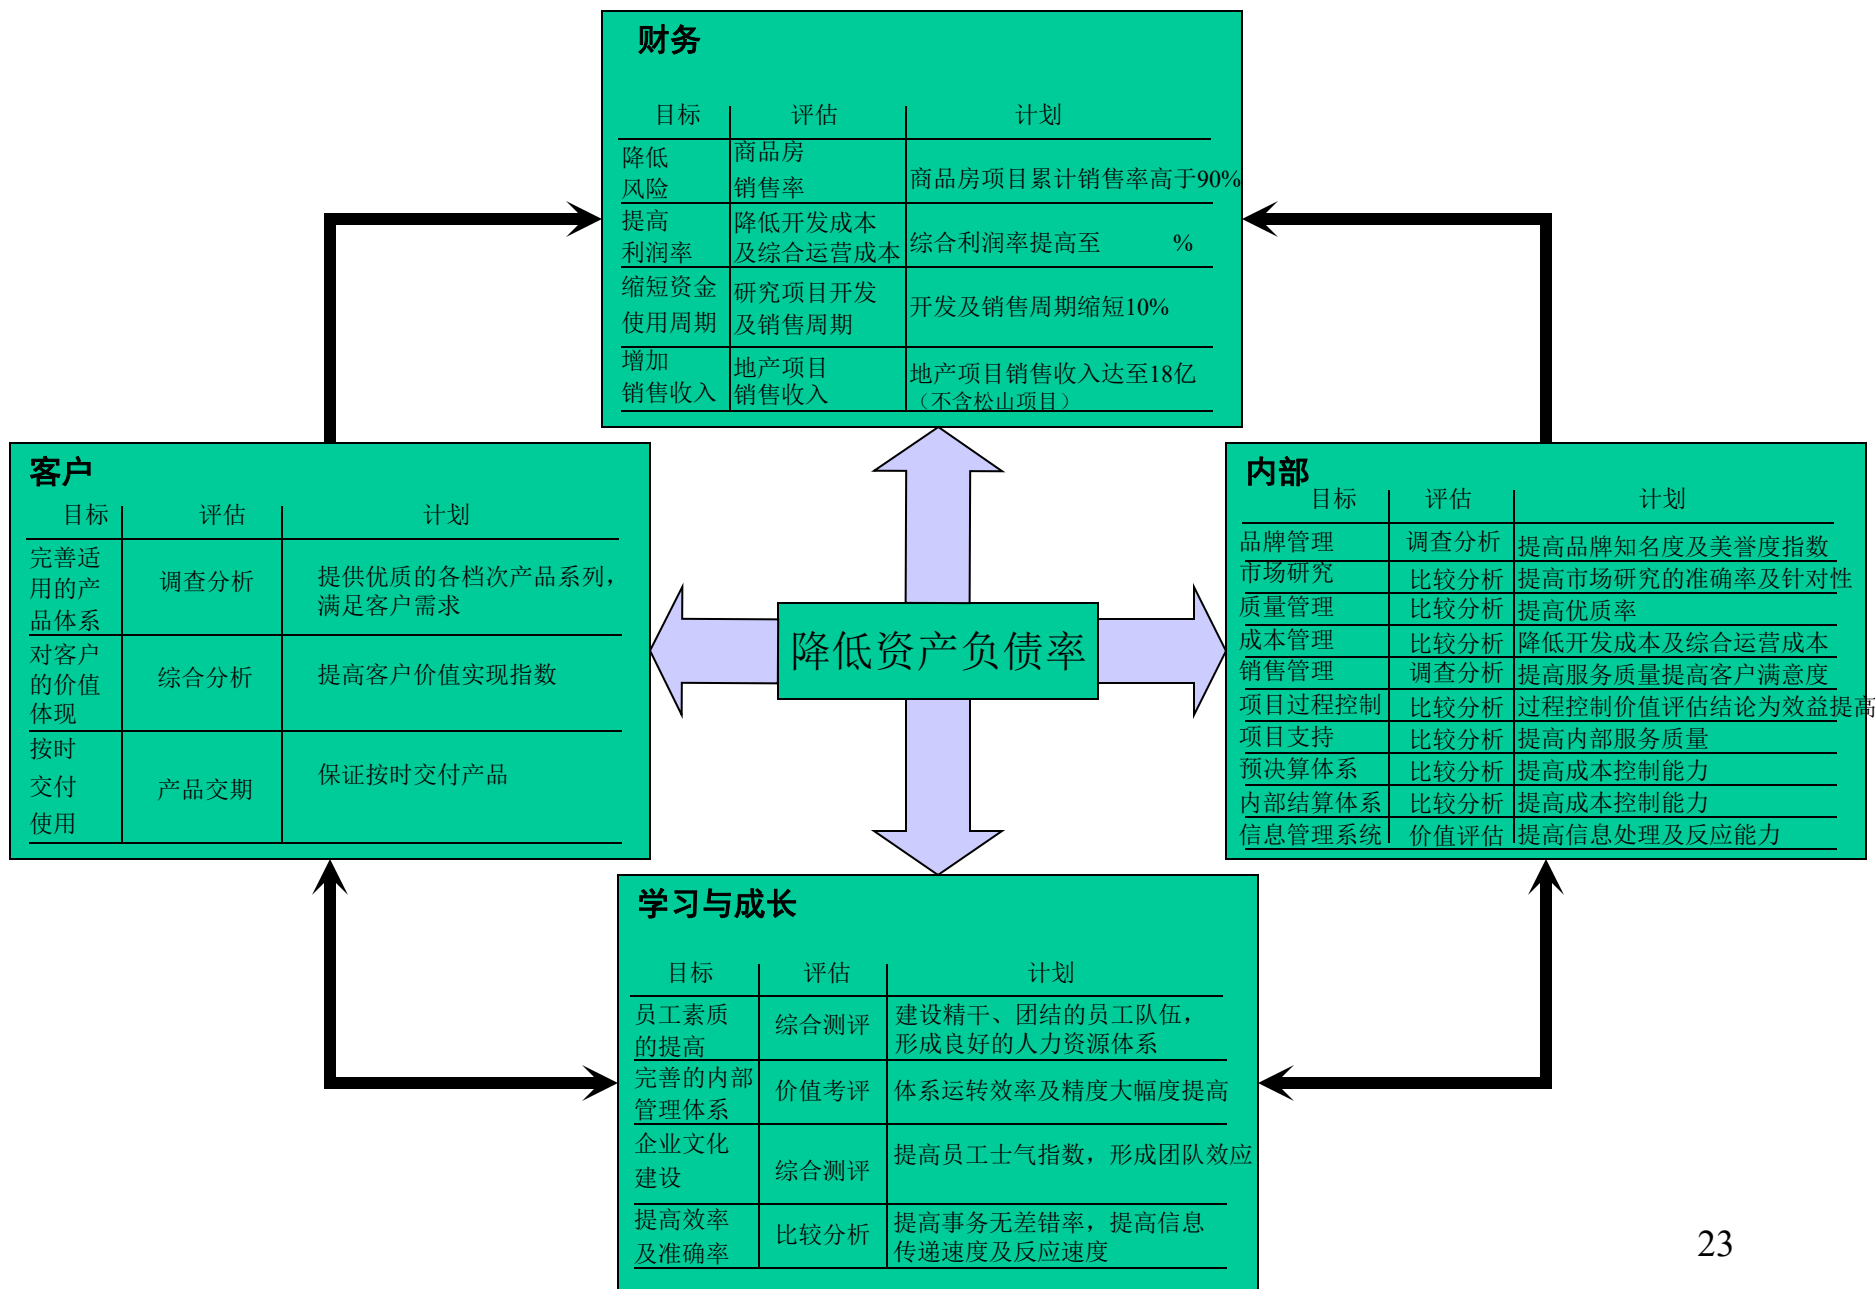 财务
目标 评估 计划
降低 商品房
风险 销售率 商品房项目累计销售率高于90%
提高 降低开发成本
利润率 及综合运营成本 综合利润率提高至 %
缩短资金 研究项目开发
使用周期 及销售周期 开发及销售周期缩短10%
增加 地产项目 地产项目销售收入达至18亿
销售收入 销售收入 （不含松山项目）
客户
目标 评估 计划
完善适
用的产 调查分析 提供优质的各档次产品系列，
品体系 满足客户需求
对客户
的价值 综合分析 提高客户价值实现指数
体现
按时
交付 产品交期 保证按时交付产品
使用
降低资产负债率
内部
目标 评估 计划
品牌管理 调查分析 提高品牌知名度及美誉度指数
市场研究 比较分析 提高市场研究的准确率及针对性
质量管理 比较分析 提高优质率
成本管理 比较分析 降低开发成本及综合运营成本
销售管理 调查分析 提高服务质量提高客户满意度
项目过程控制 比较分析 过程控制价值评估结论为效益提高
项目支持 比较分析 提高内部服务质量
预决算体系 比较分析 提高成本控制能力
内部结算体系 比较分析 提高成本控制能力
信息管理系统 价值评估 提高信息处理及反应能力
学习与成长
目标 评估 计划
员工素质 综合测评 建设精干、团结的员工队伍，
的提高 形成良好的人力资源体系
完善的内部 价值考评 体系运转效率及精度大幅度提高
管理体系
企业文化 综合测评 提高员工士气指数，形成团队效应
建设
提高效率 比较分析 提高事务无差错率，提高信息
及准确率 传递速度及反应速度
23